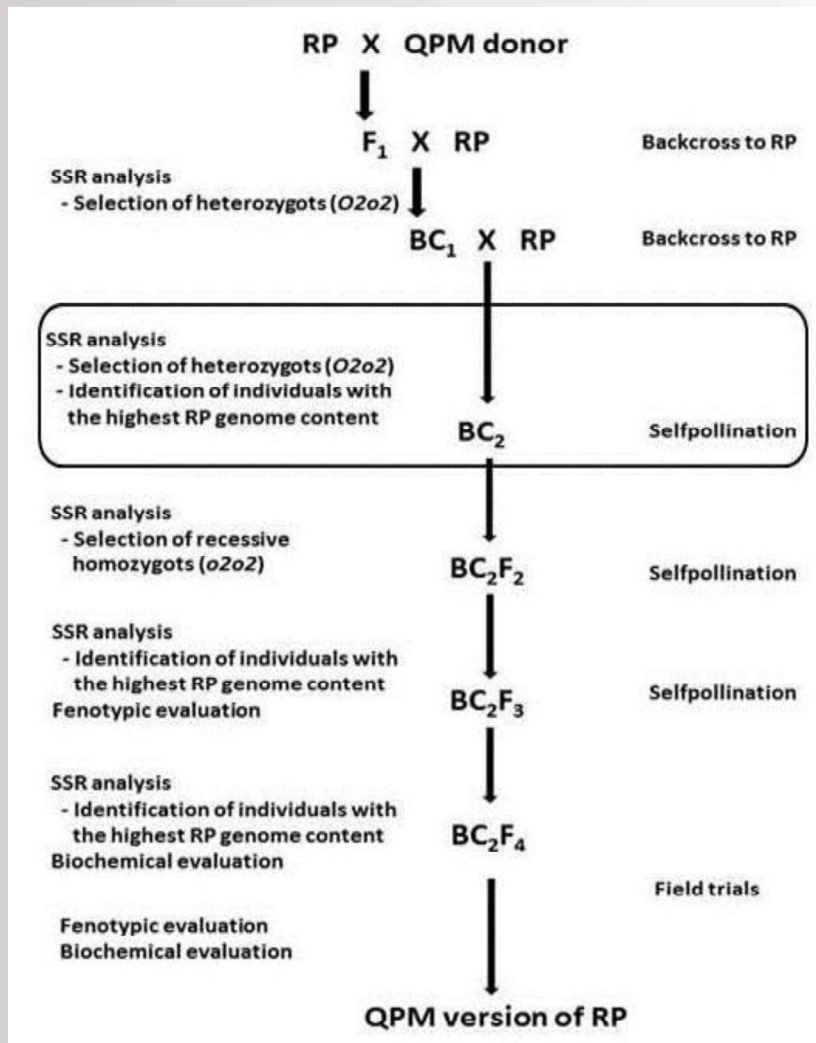 RP X QPM donor
F₁ X RP
Backcross to RP
SSR analysis
- Selection of heterozygots (O2o2)
BC₁ X RP
Backcross to RP
SSR analysis
- Selection of heterozygots (O2o2)
- Identification of individuals with
the highest RP genome content
BC₂
Selfpollination
SSR analysis
- Selection of recessive
homozygots (o2o2)
BC₂F₂
Selfpollination
SSR analysis
- Identification of individuals with
the highest RP genome content
Fenotypic evaluation
BC₂F₃
Selfpollination
SSR analysis
- Identification of individuals with
the highest RP genome content
Biochemical evaluation
BC₂F₄
Field trials
Fenotypic evaluation
Biochemical evaluation
QPM version of RP